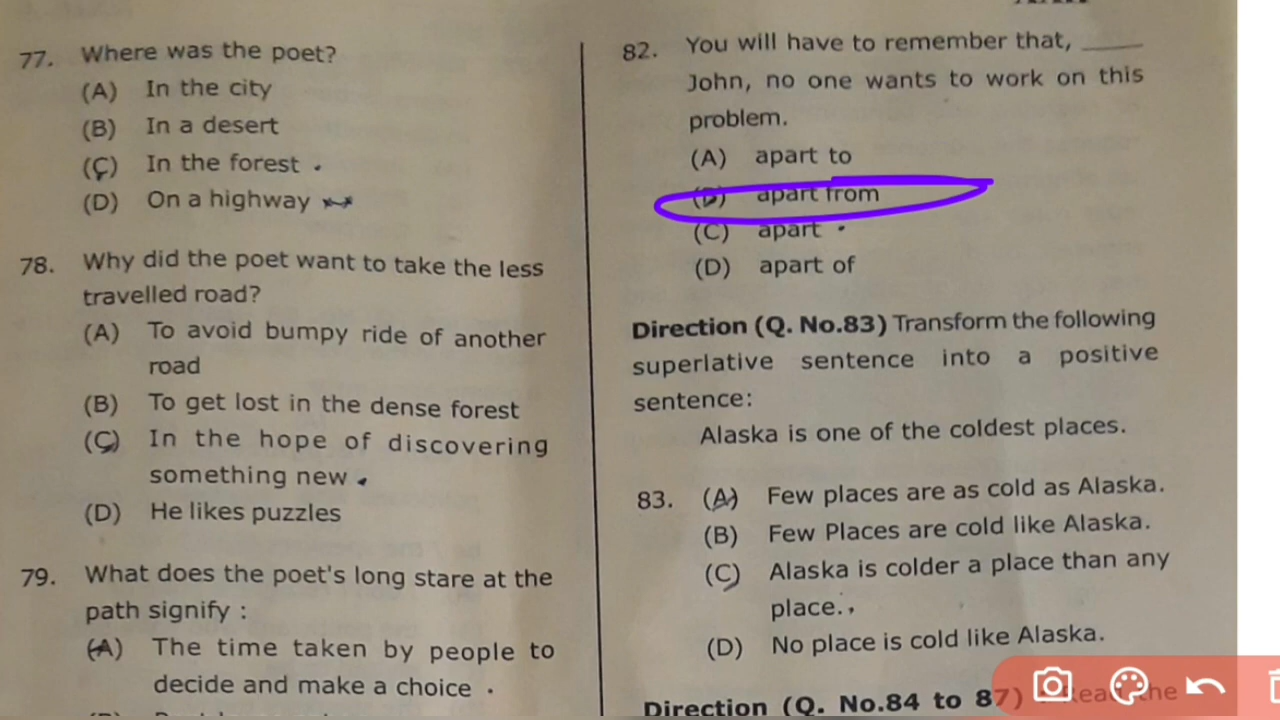 77. Where was the poet?
(A) In the city
(B) In a desert
(C) In the forest
(D) On a highway
78. Why did the poet want to take the less
travelled road?
(A) To avoid bumpy ride of another
road
(B) To get lost in the dense forest
(C) In the hope of discovering
something new
(D) He likes puzzles
79. What does the poet's long stare at the
path signify :
(A) The time taken by people to
decide and make a choice
82. You will have to remember that, ____
John, no one wants to work on this
problem.
(A) apart to
(B) apart from
(C) apart
(D) apart of
Direction (Q. No.83) Transform the following
superlative sentence into a positive
sentence:
Alaska is one of the coldest places.
83. (A) Few places are as cold as Alaska.
(B) Few Places are cold like Alaska.
(C) Alaska is colder a place than any
place.
(D) No place is cold like Alaska.
Direction (Q. No.84 to 87) : Read the